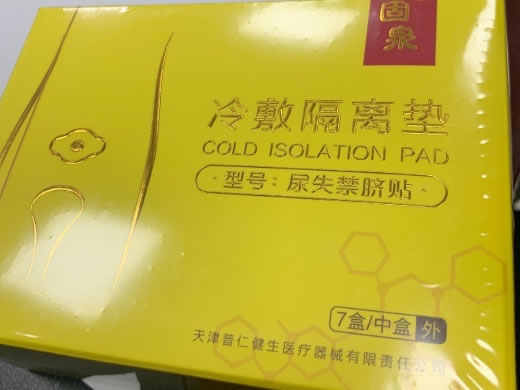 固泉
冷敷隔离垫
COLD ISOLATION PAD
·型号:尿失禁脐贴·
7盒/中盒 外
天津普仁健生医疗器械有限责任公司